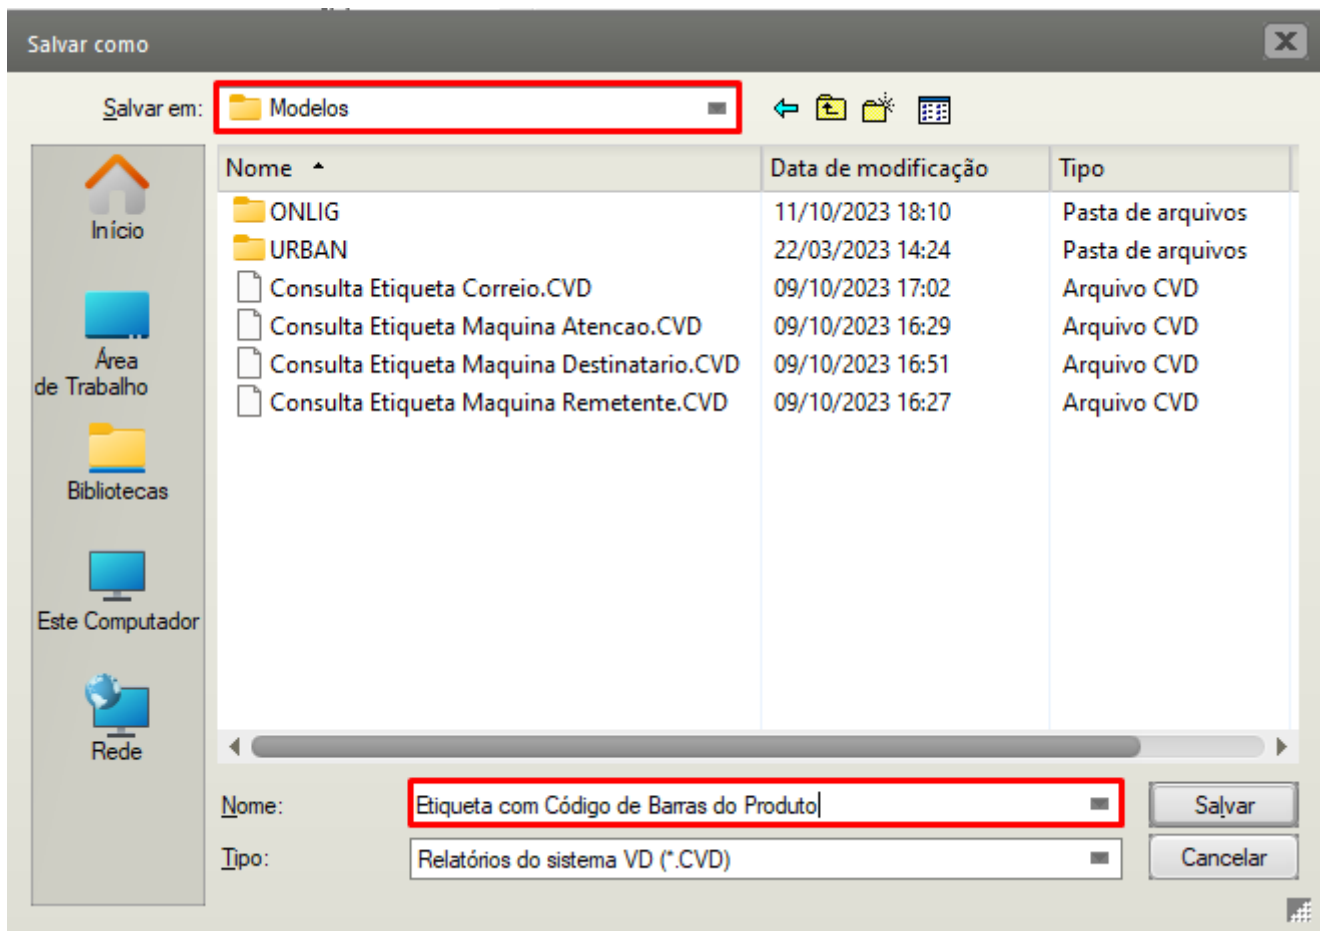 Salvar como
Salvar em: Modelos
Nome Data de modificação Tipo
ONLIG 11/10/2023 18:10 Pasta de arquivos
URBAN 22/03/2023 14:24 Pasta de arquivos
Consulta Etiqueta Correio.CVD 09/10/2023 17:02 Arquivo CVD
Consulta Etiqueta Maquina Atencao.CVD 09/10/2023 16:29 Arquivo CVD
Consulta Etiqueta Maquina Destinatario.CVD 09/10/2023 16:51 Arquivo CVD
Consulta Etiqueta Maquina Remetente.CVD 09/10/2023 16:27 Arquivo CVD
Início
Área
de Trabalho
Bibliotecas
Este Computador
Rede
Nome: Etiqueta com Código de Barras do Produto Salvar
Tipo: Relatórios do sistema VD (*.CVD) Cancelar